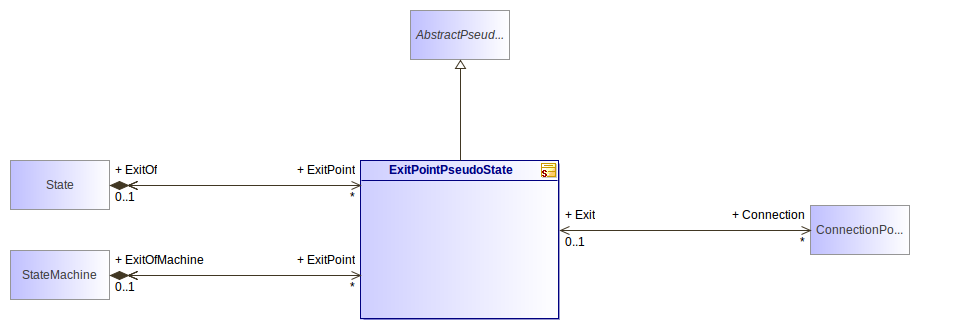 AbstractPseud...
ExitPointPseudoState
S
State
+ ExitOf
0..1
+ ExitPoint
*
StateMachine
+ ExitOfMachine
0..1
+ ExitPoint
*
+ Exit
0..1
+ Connection
*
ConnectionPo...